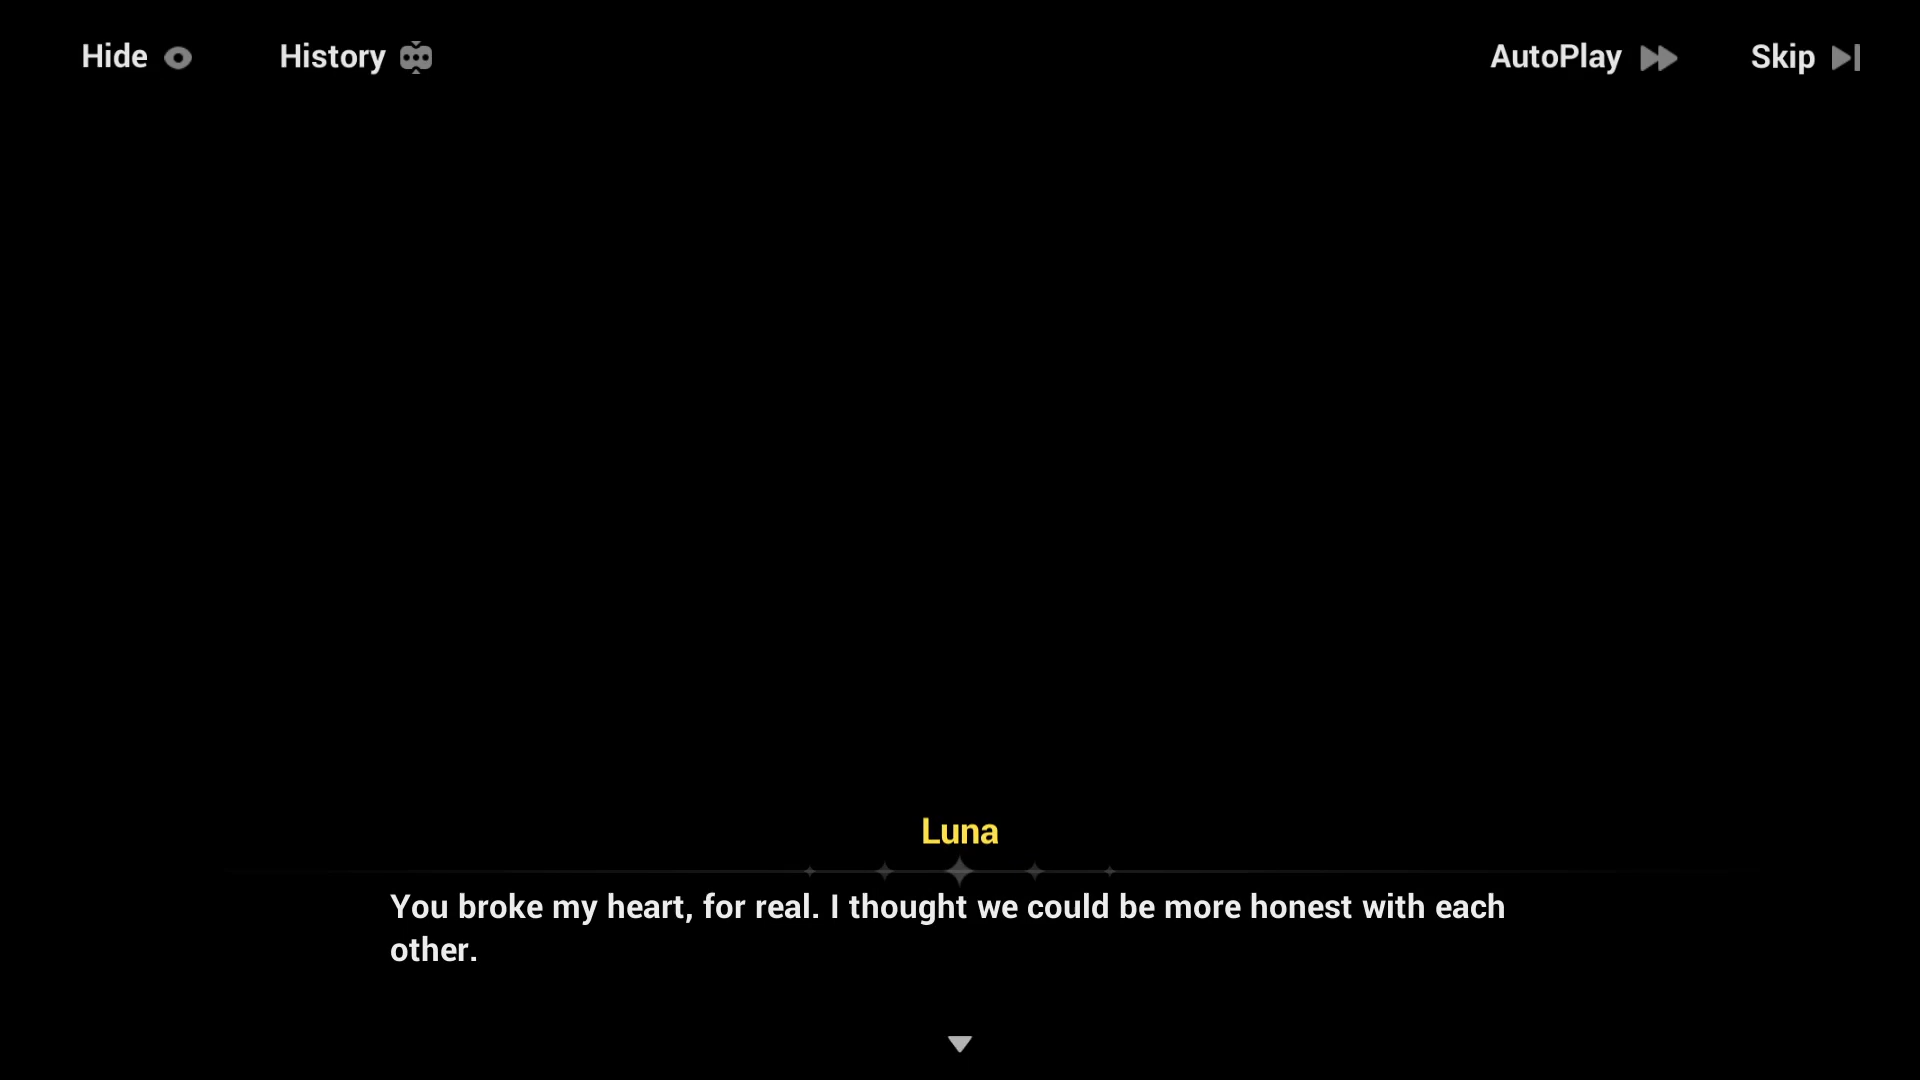 Hide
History
AutoPlay
Skip
Luna
You broke my heart, for real. I thought we could be more honest with each
other.